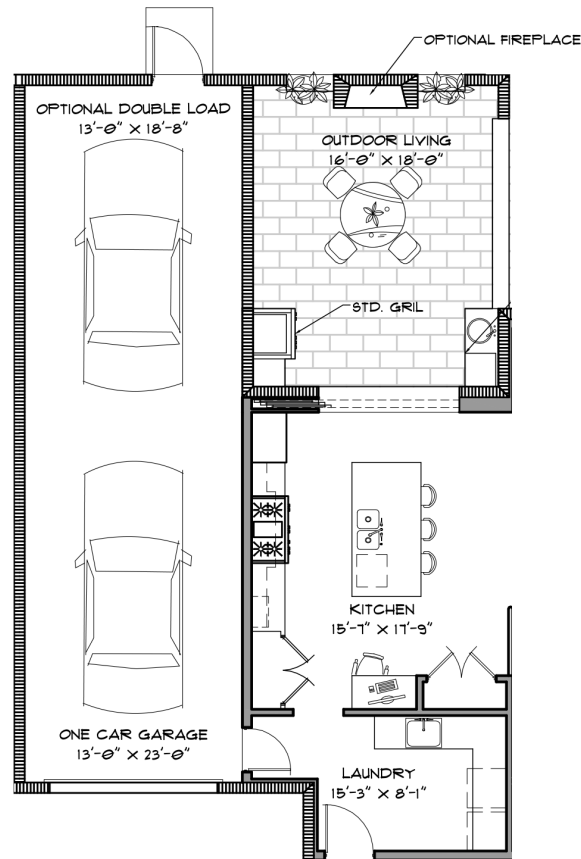 OPTIONAL FIREPLACE
OPTIONAL DOUBLE LOAD
13'-0" X 18'-8"
OUTDOOR LIVING
16'-0" X 18'-0"
STD. GRIL
KITCHEN
15'-7" X 17'-9"
ONE CAR GARAGE
13'-0" X 23'-0"
LAUNDRY
15'-3" X 8'-1"